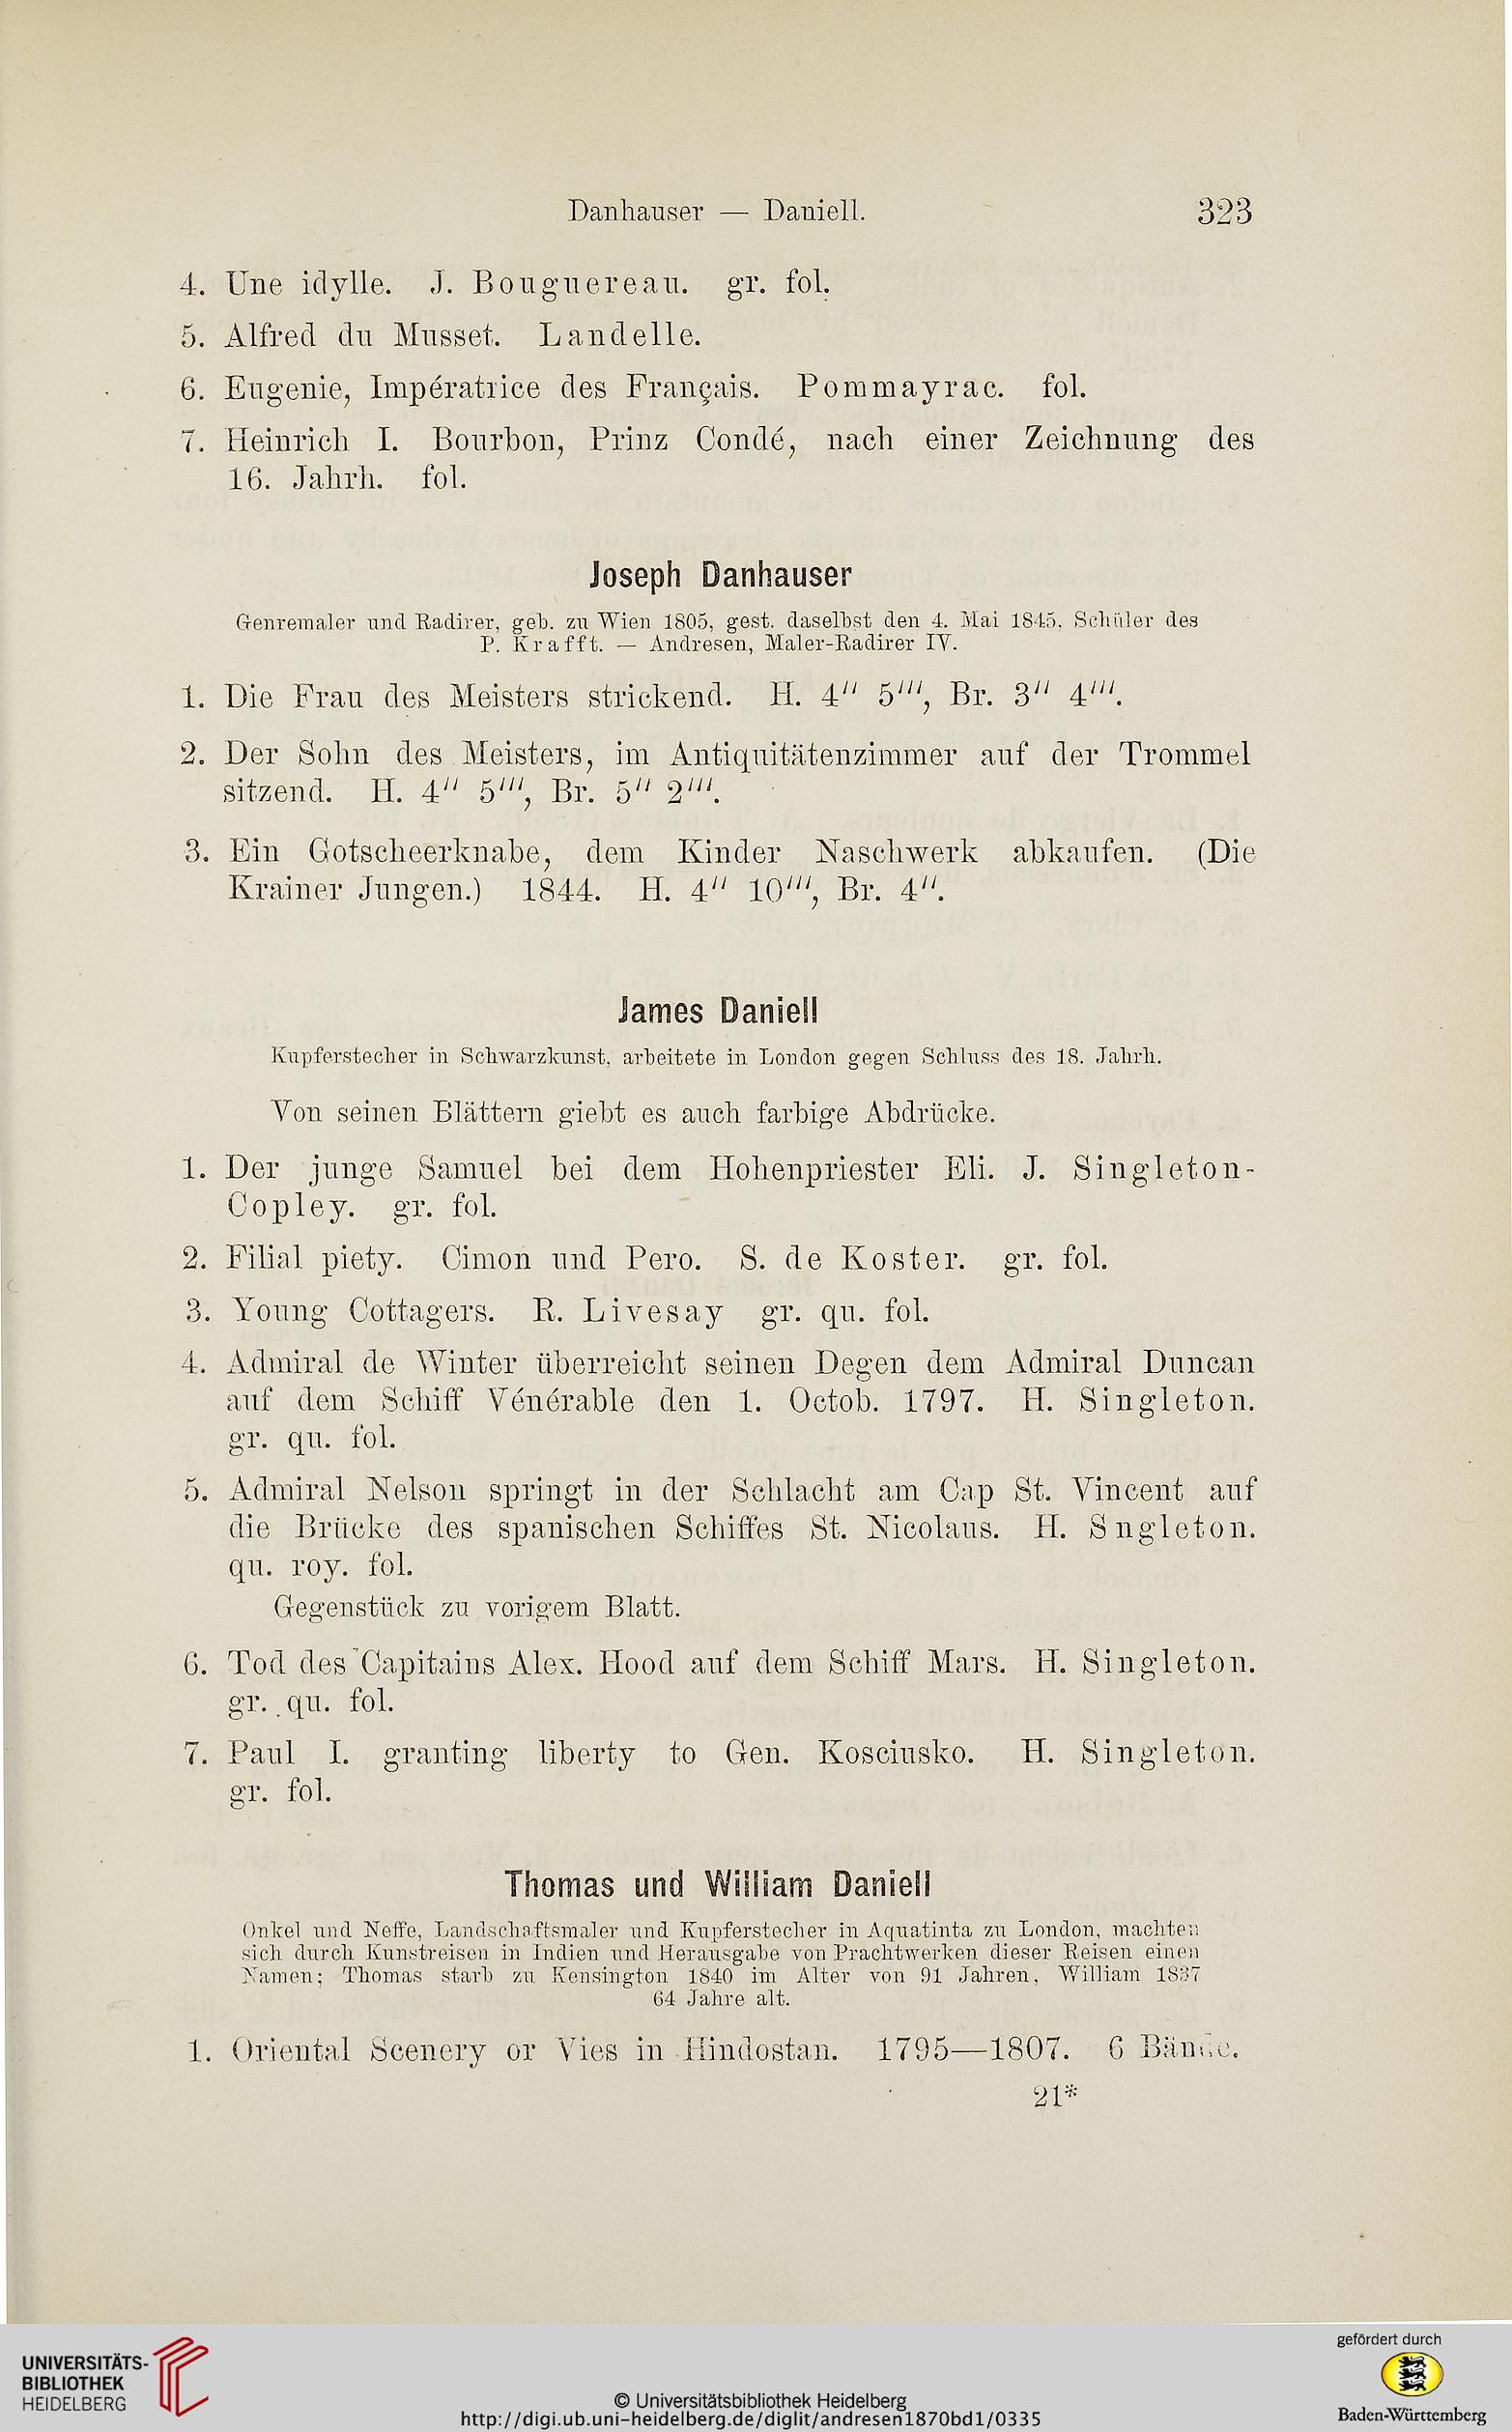 Danhauser — Daniell. 323
4. Une idylle. J. Bouguereau. gr. fol.
5. Alfred du Musset. Landelle.
6. Eugenie, Impératrice des Français. Pommayrac. fol.
7. Heinrich I. Bourbon, Prinz Condé, nach einer Zeichnung des
16. Jahrh. fol.
Joseph Danhauser
Genremaler und Radirer, geb. zu Wien 1805, gest. daselbst den 4. Mai 1845. Schüler des
P. Krafft. — Andresen, Maler-Radirer IV.
1. Die Frau des Meisters strickend. H. 4″ 5‴, Br. 3″ 4‴.
2. Der Sohn des Meisters, im Antiquitätenzimmer auf der Trommel
sitzend. H. 4″ 5‴, Br. 5″ 2‴.
3. Ein Gotscheerknabe, dem Kinder Naschwerk abkaufen. (Die
Krainer Jungen.) 1844. H. 4″ 10‴, Br. 4″.
James Daniell
Kupferstecher in Schwarzkunst, arbeitete in London gegen Schluss des 18. Jahrh.
Von seinen Blättern giebt es auch farbige Abdrücke.
1. Der junge Samuel bei dem Hohenpriester Eli. J. Singleton-
Copley. gr. fol.
2. Filial piety. Cimon und Pero. S. de Koster. gr. fol.
3. Young Cottagers. R. Livesay gr. qu. fol.
4. Admiral de Winter überreicht seinen Degen dem Admiral Duncan
auf dem Schiff Vénérable den 1. Octob. 1797. H. Singleton.
gr. qu. fol.
5. Admiral Nelson springt in der Schlacht am Cap St. Vincent auf
die Brücke des spanischen Schiffes St. Nicolaus. H. Sngleton.
qu. roy. fol.
Gegenstück zu vorigem Blatt.
6. Tod des Capitains Alex. Hood auf dem Schiff Mars. H. Singleton.
gr. qu. fol.
7. Paul I. granting liberty to Gen. Kosciusko. H. Singleton.
gr. fol.
Thomas und William Daniell
Onkel und Neffe, Landschaftsmaler und Kupferstecher in Aquatinta zu London, machten
sich durch Kunstreisen in Indien und Herausgabe von Prachtwerken dieser Reisen einen
Namen; Thomas starb zu Kensington 1840 im Alter von 91 Jahren, William 1837
64 Jahre alt.
1. Oriental Scenery or Vies in Hindostan. 1795—1807. 6 Bände.
21*
UNIVERSITÄTS-
BIBLIOTHEK
HEIDELBERG
© Universitätsbibliothek Heidelberg
http://digi.ub.uni-heidelberg.de/diglit/andresen1870bd1/0335
gefördert durch
Baden-Württemberg